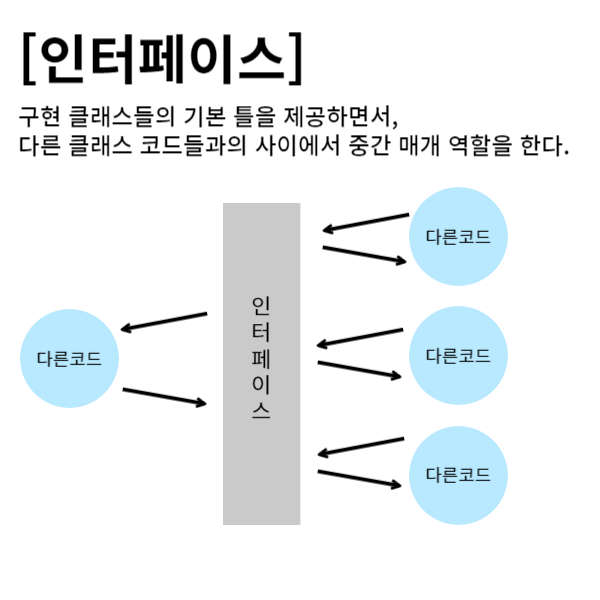 [인터페이스]
구현 클래스들의 기본 틀을 제공하면서,
다른 클래스 코드들과의 사이에서 중간 매개 역할을 한다.
다른코드
인
터
페
이
스
다른코드
다른코드
다른코드